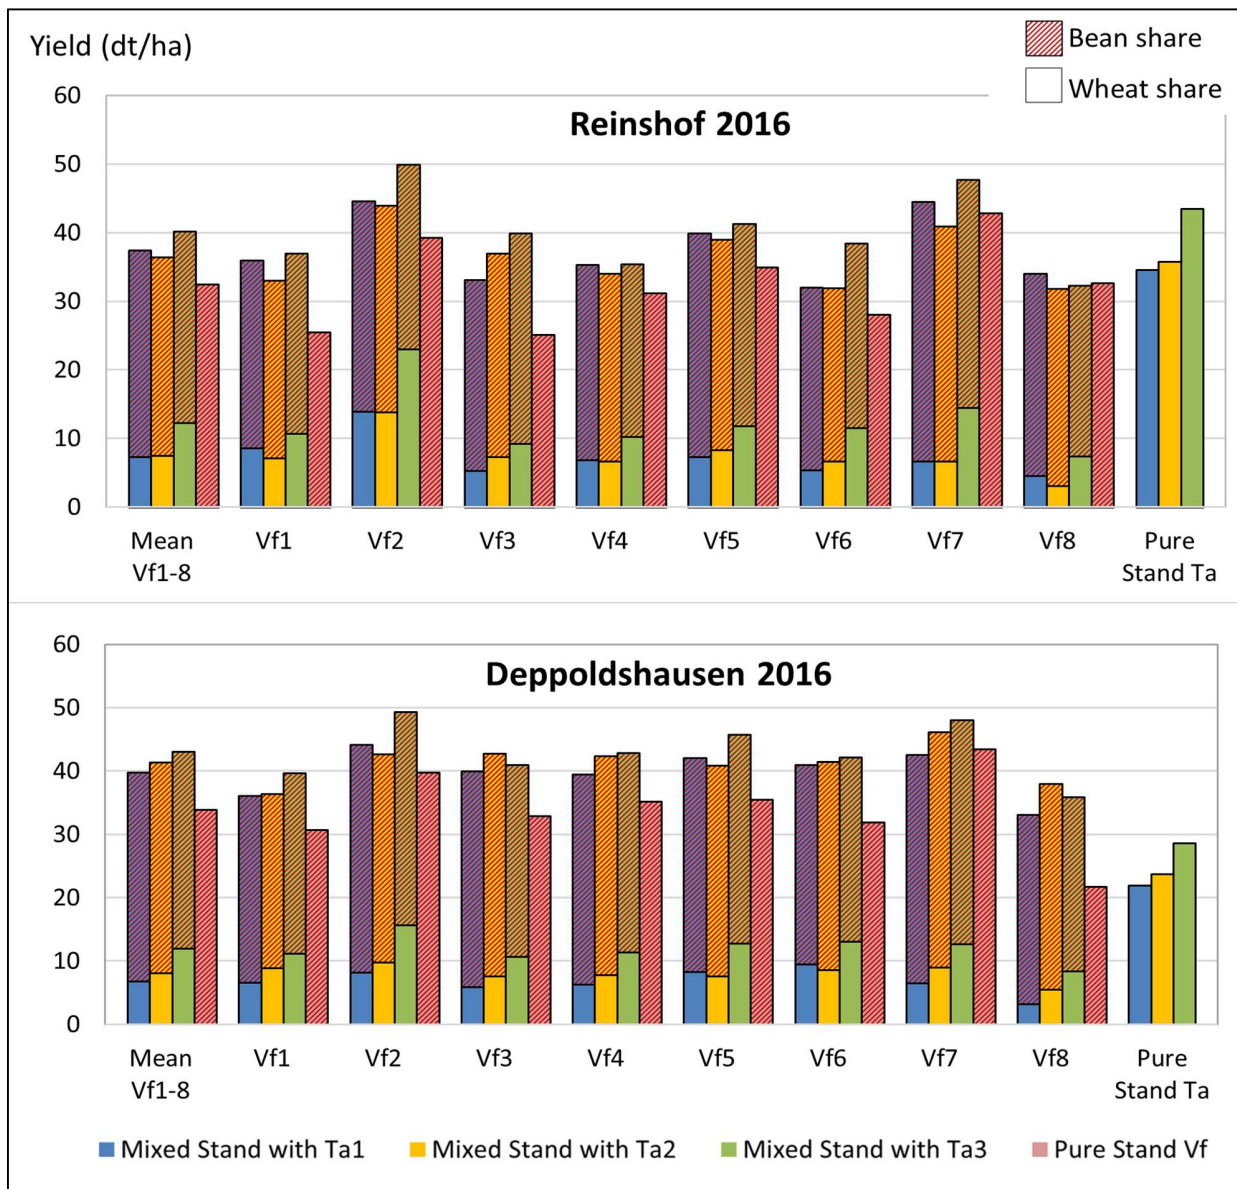 Yield (dt/ha)
Bean share
Wheat share
Reinshof 2016
60
50
40
30
20
10
0
Mean Vf1 Vf2 Vf3 Vf4 Vf5 Vf6 Vf7 Vf8 Pure
Vf1-8 Stand Ta
Deppoldshausen 2016
60
50
40
30
20
10
0
Mean Vf1 Vf2 Vf3 Vf4 Vf5 Vf6 Vf7 Vf8 Pure
Vf1-8 Stand Ta
Mixed Stand with Ta1 Mixed Stand with Ta2 Mixed Stand with Ta3 Pure Stand Vf